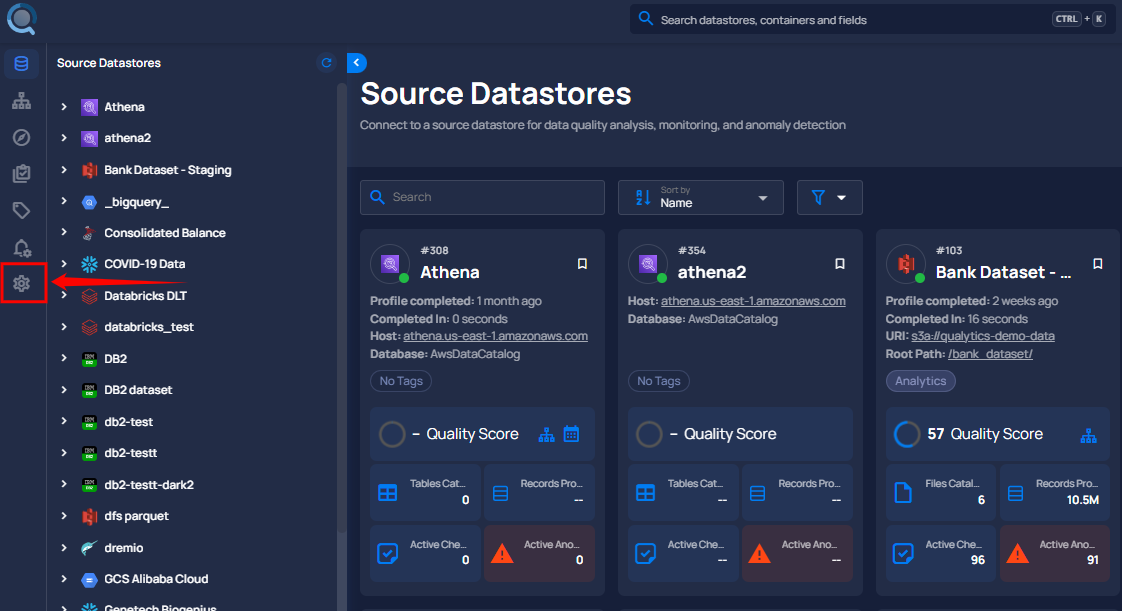 Search datastores, containers and fields
CTRL + K
Source Datastores
Athena
athena2
Bank Dataset - Staging
_bigquery_
Consolidated Balance
COVID-19 Data
Databricks DLT
databricks_test
DB2
DB2 dataset
db2-test
db2-testt
db2-testt-dark2
dfs parquet
dremio
GCS Alibaba Cloud
Genetech Biogenius
Source Datastores
Connect to a source datastore for data quality analysis, monitoring, and anomaly detection
Search
Sort by
Name
#308
Athena
Profile completed: 1 month ago
Completed In: 0 seconds
Host: athena.us-east-1.amazonaws.com
Database: AwsDataCatalog
No Tags
– Quality Score
Tables Cat...
0
Records Pro...
--
Active Che...
0
Active Ano...
0
#354
athena2
Host: athena.us-east-1.amazonaws.com
Database: AwsDataCatalog
No Tags
– Quality Score
Tables Cat...
--
Records Pro...
--
Active Che...
--
Active Ano...
--
#103
Bank Dataset - ...
Profile completed: 2 weeks ago
Completed In: 16 seconds
URI: s3a://qualytics-demo-data
Root Path: /bank_dataset/
Analytics
57 Quality Score
Files Catal...
6
Records Pro...
10.5M
Active Che...
96
Active Ano...
91